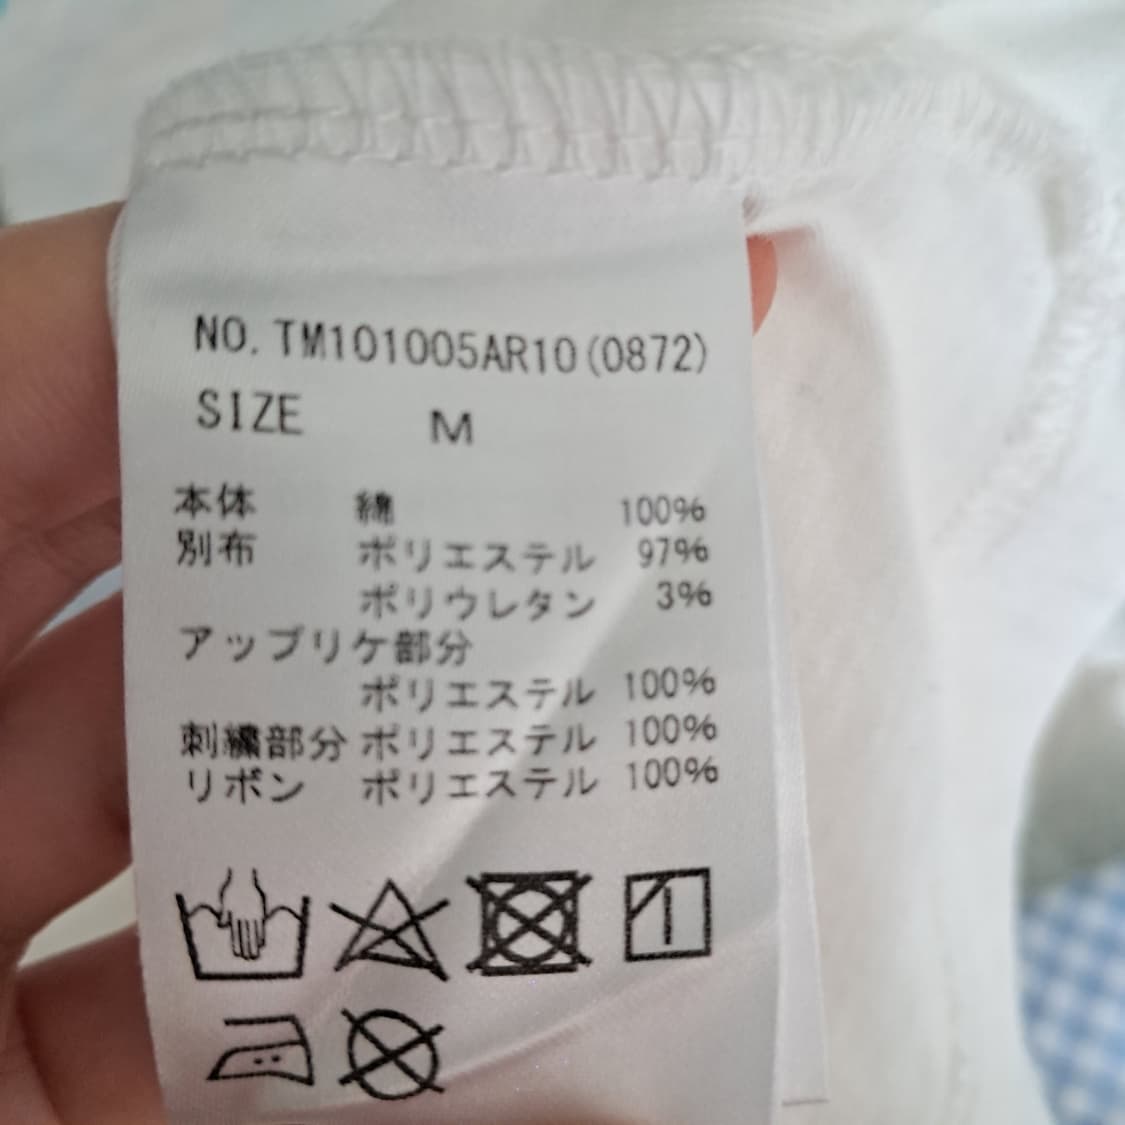 NO. TM101005AR10(0872)
SIZE M
本体 綿 100%
別布 ポリエステル 97%
ポリウレタン 3%
アップリケ部分
ポリエステル 100%
刺繍部分 ポリエステル 100%
リボン ポリエステル 100%